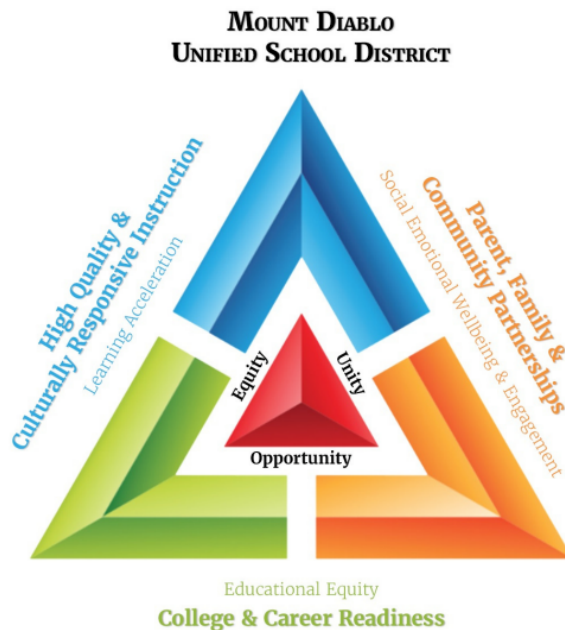 Mount Diablo
Unified School District
High Quality &
Culturally Responsive Instruction
Learning Acceleration
Parent, Family &
Community Partnerships
Social Emotional Wellbeing & Engagement
Equity
Unity
Opportunity
Educational Equity
College & Career Readiness